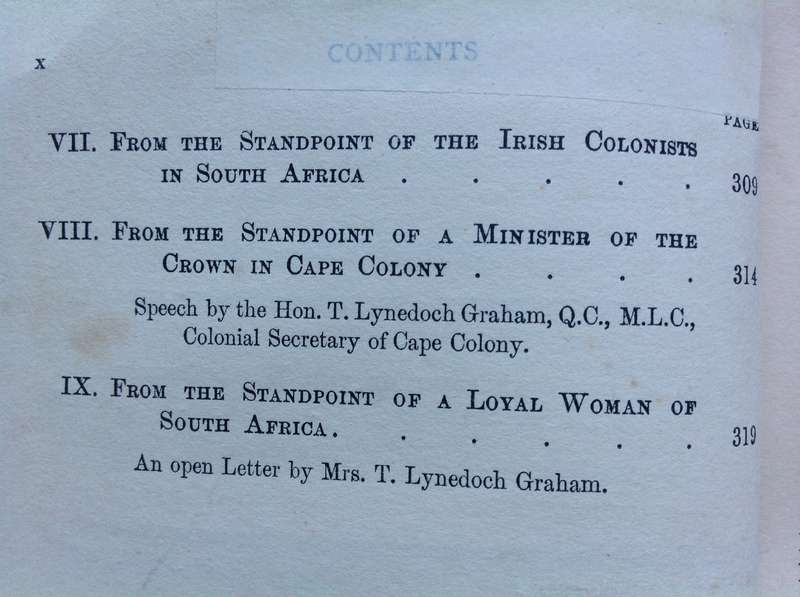 x
CONTENTS
PAGE
VII. From the Standpoint of the Irish Colonists
in South Africa . . . . . 309
VIII. From the Standpoint of a Minister of the
Crown in Cape Colony . . . . 314
Speech by the Hon. T. Lynedoch Graham, Q.C., M.L.C.,
Colonial Secretary of Cape Colony.
IX. From the Standpoint of a Loyal Woman of
South Africa . . . . . . 319
An open Letter by Mrs. T. Lynedoch Graham.